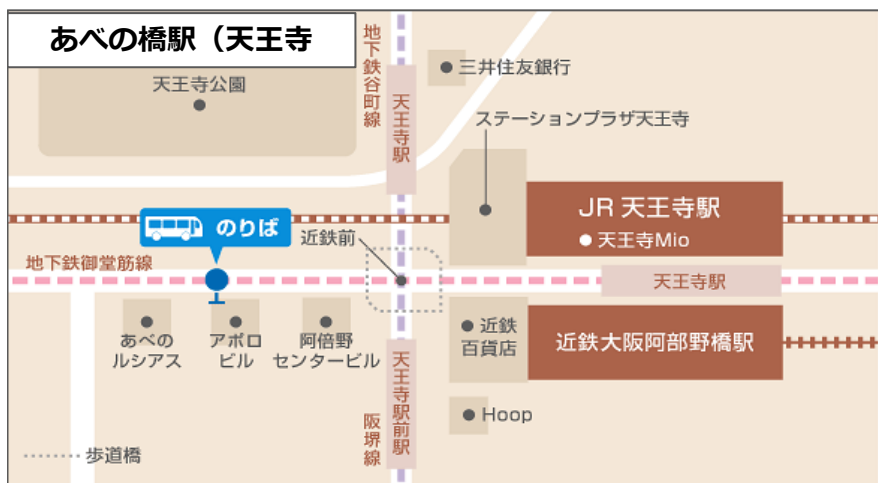 あべの橋駅（天王寺
地下鉄谷町線
天王寺駅
三井住友銀行
天王寺公園
ステーションプラザ天王寺
JR 天王寺駅
天王寺Mio
のりば
近鉄前
地下鉄御堂筋線
天王寺駅
あべの
ルシアス
アポロ
ビル
阿倍野
センタービル
近鉄
百貨店
近鉄大阪阿部野橋駅
天王寺駅前駅
阪堺線
Hoop
歩道橋